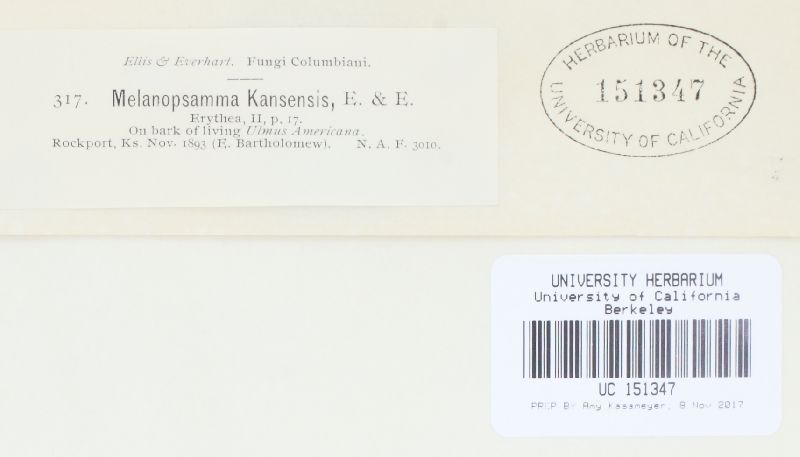 Ellis & Everhart. Fungi Columbiani.
317. Melanopsamma Kansensis, E. & E.
Erythea, II, p. 17.
On bark of living Ulmus Americana.
Rockport, Ks. Nov. 1893 (E. Bartholomew). N. A. F. 3010.
HERBARIUM OF THE
151347
UNIVERSITY OF CALIFORNIA
UNIVERSITY HERBARIUM
University of California
Berkeley
UC 151347
PREP BY Amy Kasameyer, 8 Nov 2017